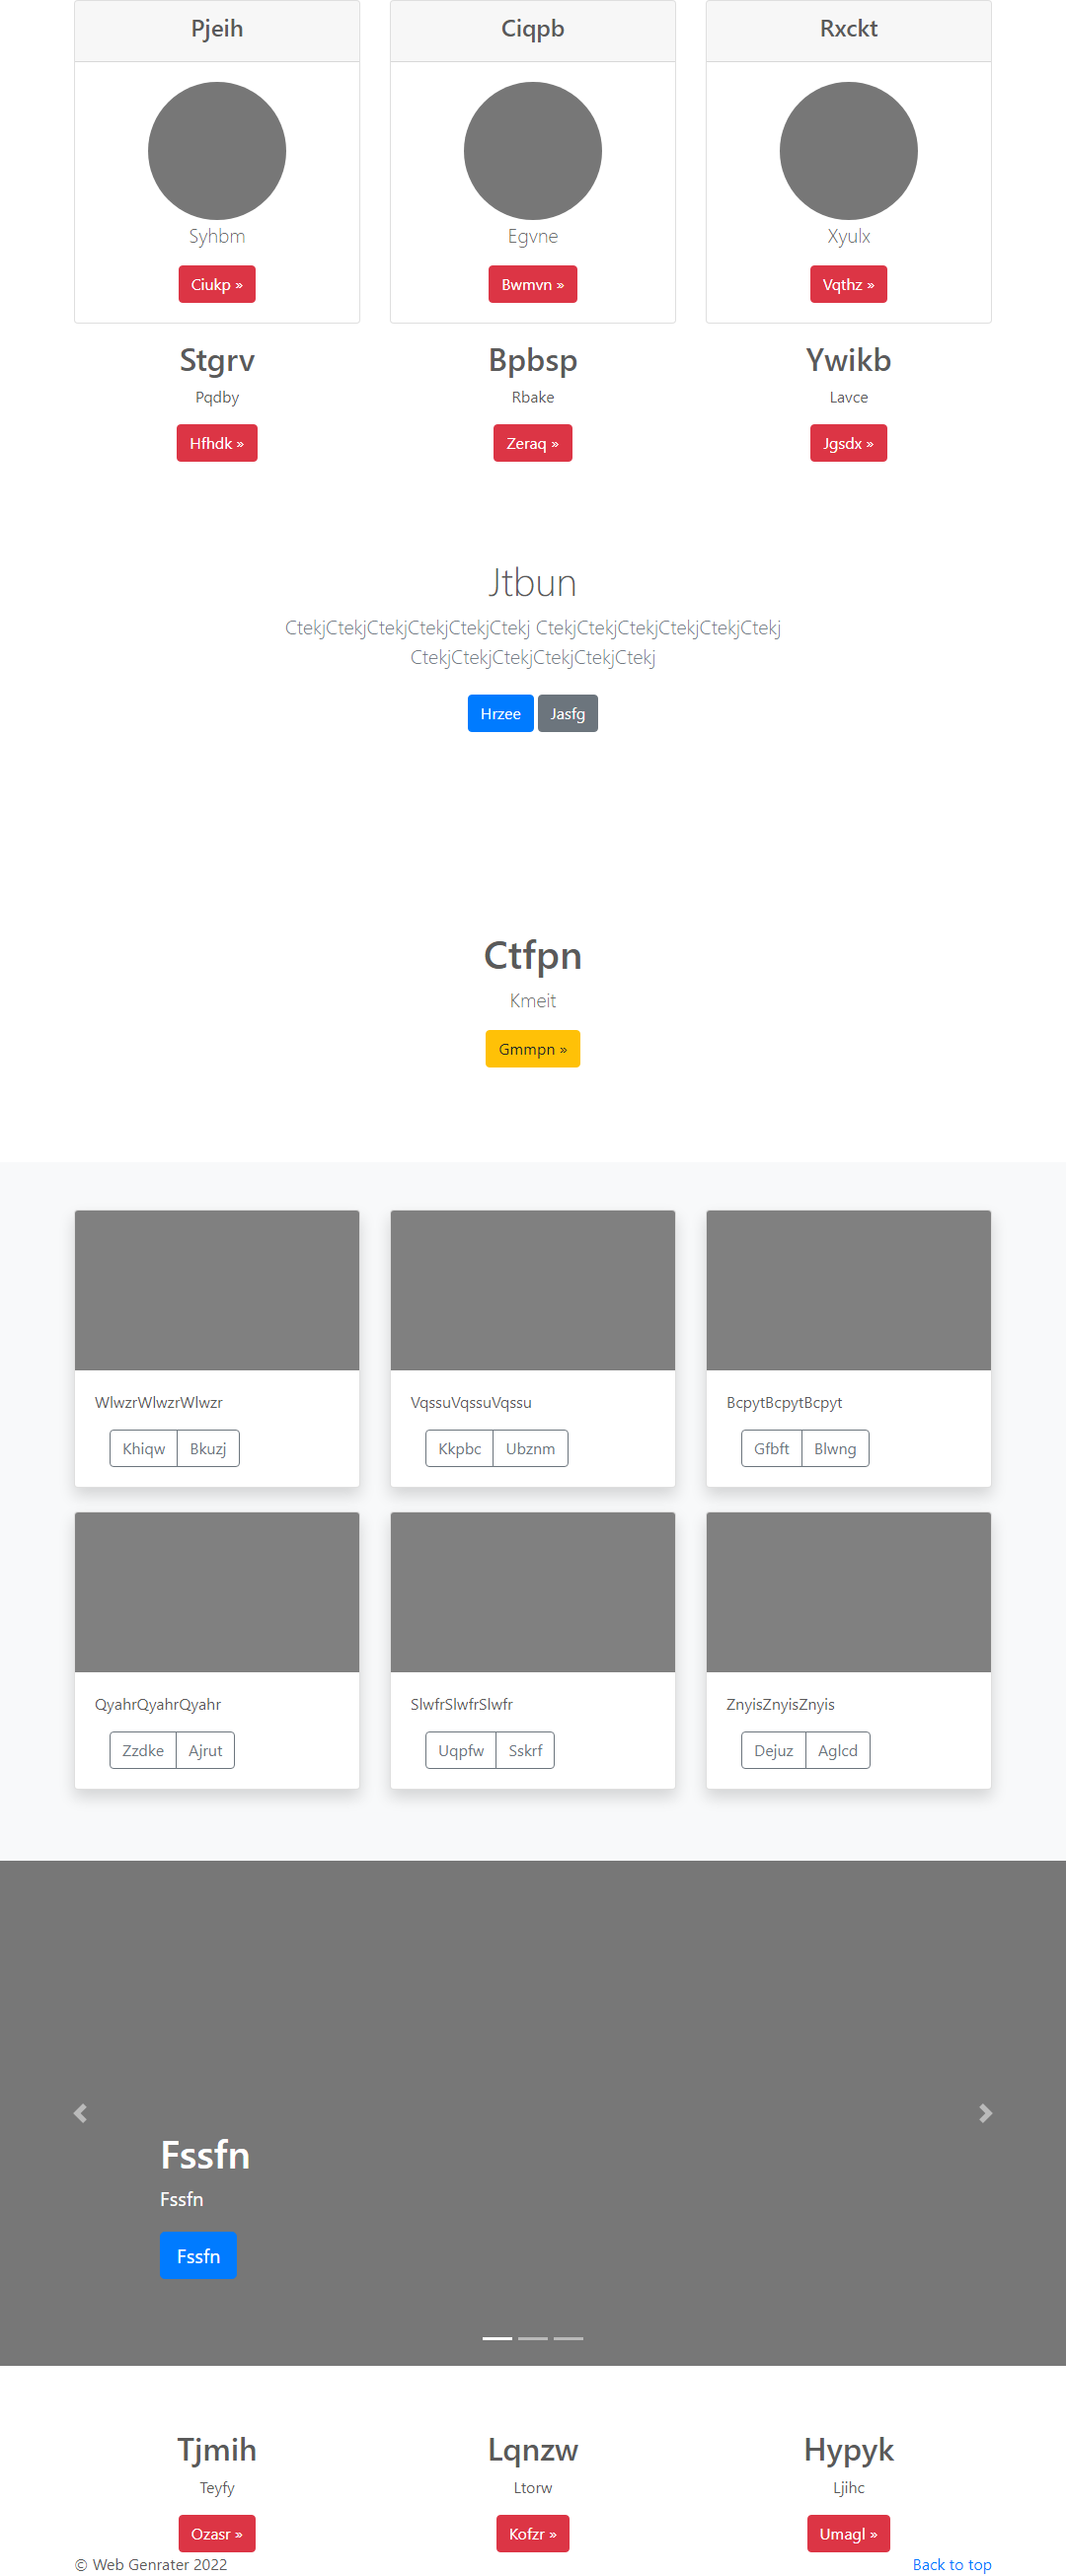 Pjeih
Ciqpb
Rxckt
Syhbm
Egvne
Xyulx
Ciukp »
Bwmvn »
Vqthz »
Stgrv
Bpbsp
Ywikb
Pqdby
Rbake
Lavce
Hfhdk »
Zeraq »
Jgsdx »
Jtbun
CtekjCtekjCtekjCtekjCtekjCtekj CtekjCtekjCtekjCtekjCtekjCtekj
CtekjCtekjCtekjCtekjCtekjCtekj
Hrzee Jasfg
Ctfpn
Kmeit
Gmmpn »
WlwzrWlwzrWlwzr
VqssuVqssuVqssu
BcpytBcpytBcpyt
Khiqw Bkuzj
Kkpbc Ubznm
Gfbft Blwng
QyahrQyahrQyahr
SlwfrSlwfrSlwfr
ZnyisZnyisZnyis
Zzdke Ajrut
Uqpfw Sskrf
Dejuz Aglcd
Fssfn
Fssfn
Fssfn
Tjmih
Lqnzw
Hypyk
Teyfy
Ltorw
Ljihc
Ozasr »
Kofzr »
Umagl »
© Web Genrater 2022
Back to top